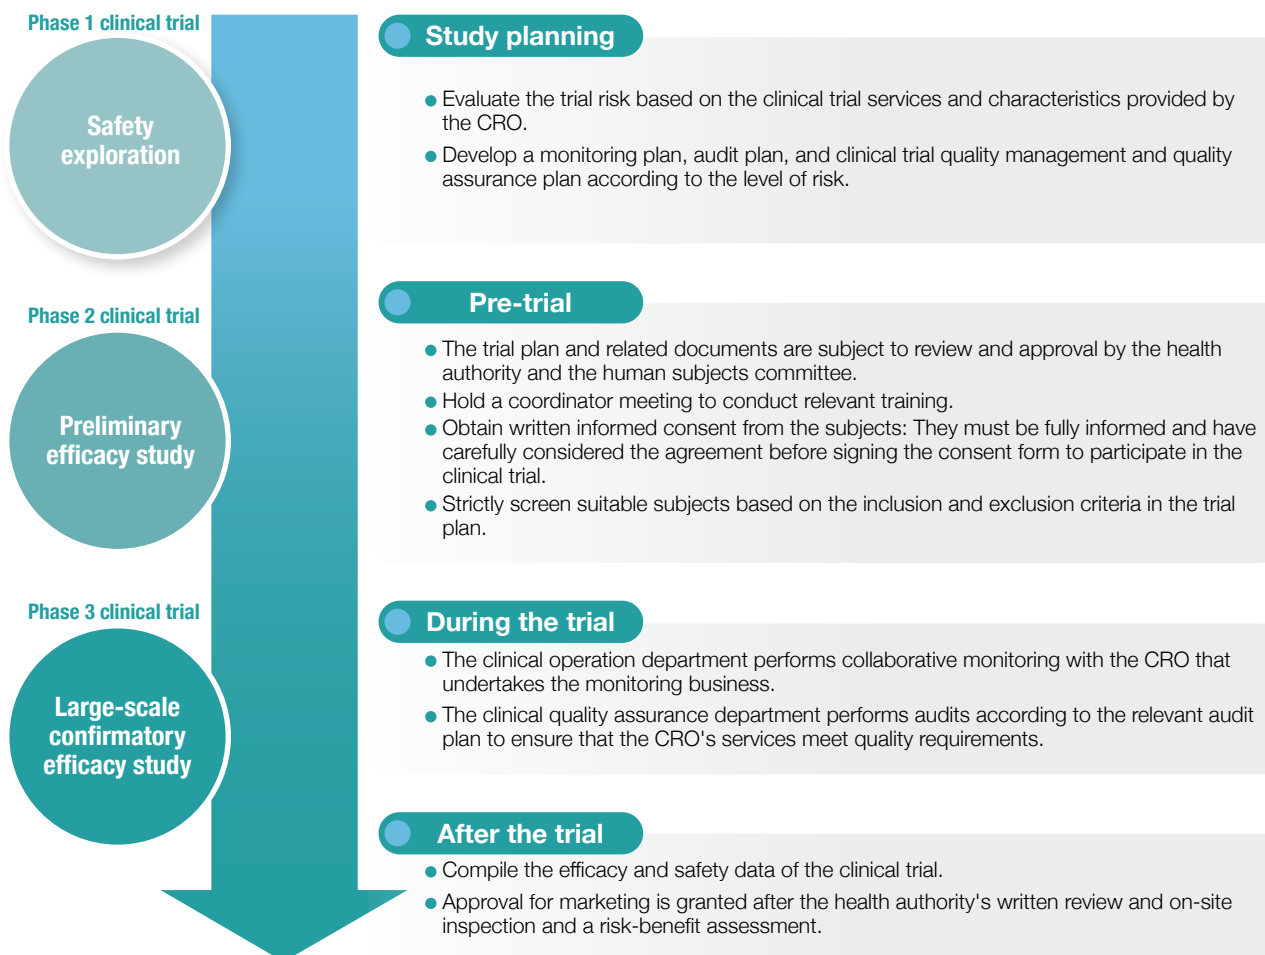 Phase 1 clinical trial
Safety
exploration
Phase 2 clinical trial
Preliminary
efficacy study
Phase 3 clinical trial
Large-scale
confirmatory
efficacy study
Study planning
Evaluate the trial risk based on the clinical trial services and characteristics provided by
the CRO.
Develop a monitoring plan, audit plan, and clinical trial quality management and quality
assurance plan according to the level of risk.
Pre-trial
The trial plan and related documents are subject to review and approval by the health
authority and the human subjects committee.
Hold a coordinator meeting to conduct relevant training.
Obtain written informed consent from the subjects: They must be fully informed and have
carefully considered the agreement before signing the consent form to participate in the
clinical trial.
Strictly screen suitable subjects based on the inclusion and exclusion criteria in the trial
plan.
During the trial
The clinical operation department performs collaborative monitoring with the CRO that
undertakes the monitoring business.
The clinical quality assurance department performs audits according to the relevant audit
plan to ensure that the CRO's services meet quality requirements.
After the trial
Compile the efficacy and safety data of the clinical trial.
Approval for marketing is granted after the health authority's written review and on-site
inspection and a risk-benefit assessment.